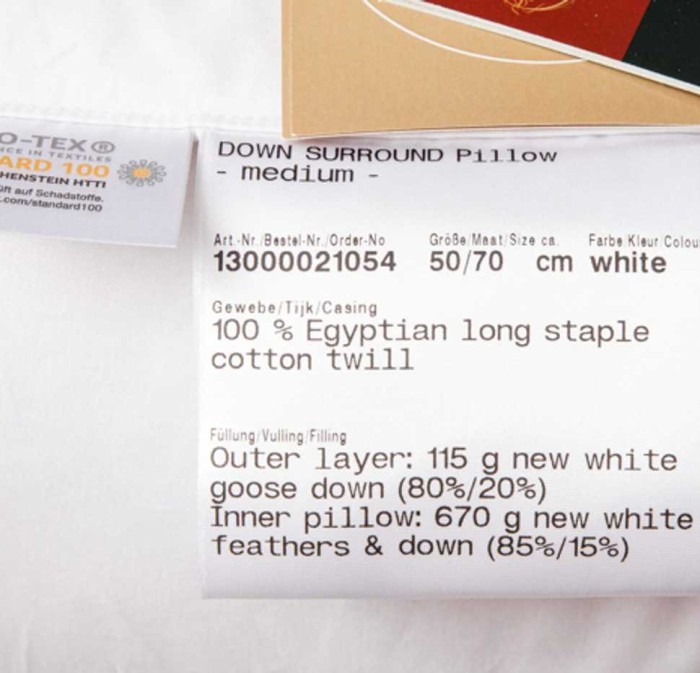 O-TEX®
NCE IN TEXTILES
ARD 100
HENSTEIN HTTI
üft auf Schadstoffe.
.com/standard100
DOWN SURROUND Pillow
- medium -
Art.-Nr./Bestel-Nr./Order-No Größe/Maat/Size ca. Farbe/Kleur/Colou
13000021054 50/70 cm white
Gewebe/Tijk/Casing
100 % Egyptian long staple
cotton twill
Füllung/Vulling/Filling
Outer layer: 115 g new white
goose down (80%/20%)
Inner pillow: 670 g new white
feathers & down (85%/15%)